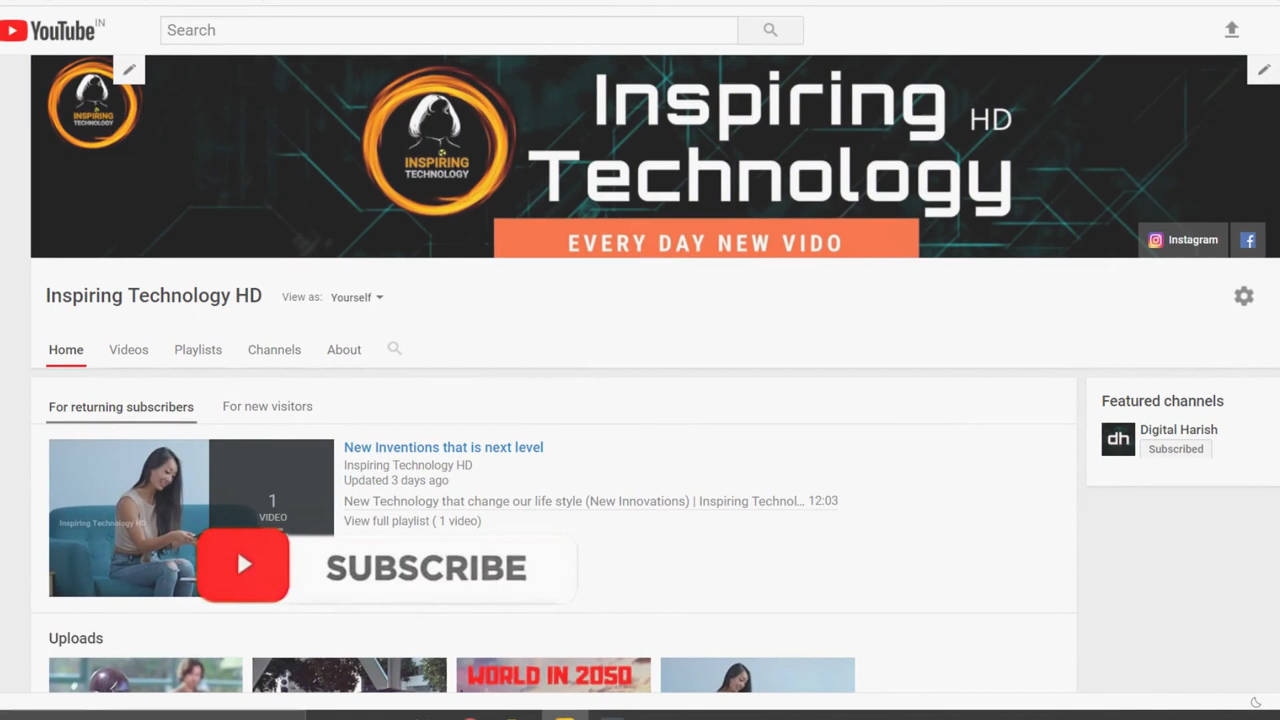 YouTube IN
Search
INSPIRING
TECHNOLOGY
INSPIRING
TECHNOLOGY
Inspiring HD
Technology
EVERY DAY NEW VIDO
Instagram
Inspiring Technology HD View as: Yourself
Home Videos Playlists Channels About
For returning subscribers For new visitors
Featured channels
dh Digital Harish
Subscribed
Inspiring Technology HD
1
VIDEO
New Inventions that is next level
Inspiring Technology HD
Updated 3 days ago
New Technology that change our life style (New Innovations) | Inspiring Technol... 12:03
View full playlist ( 1 video)
SUBSCRIBE
Uploads
WORLD IN 2050